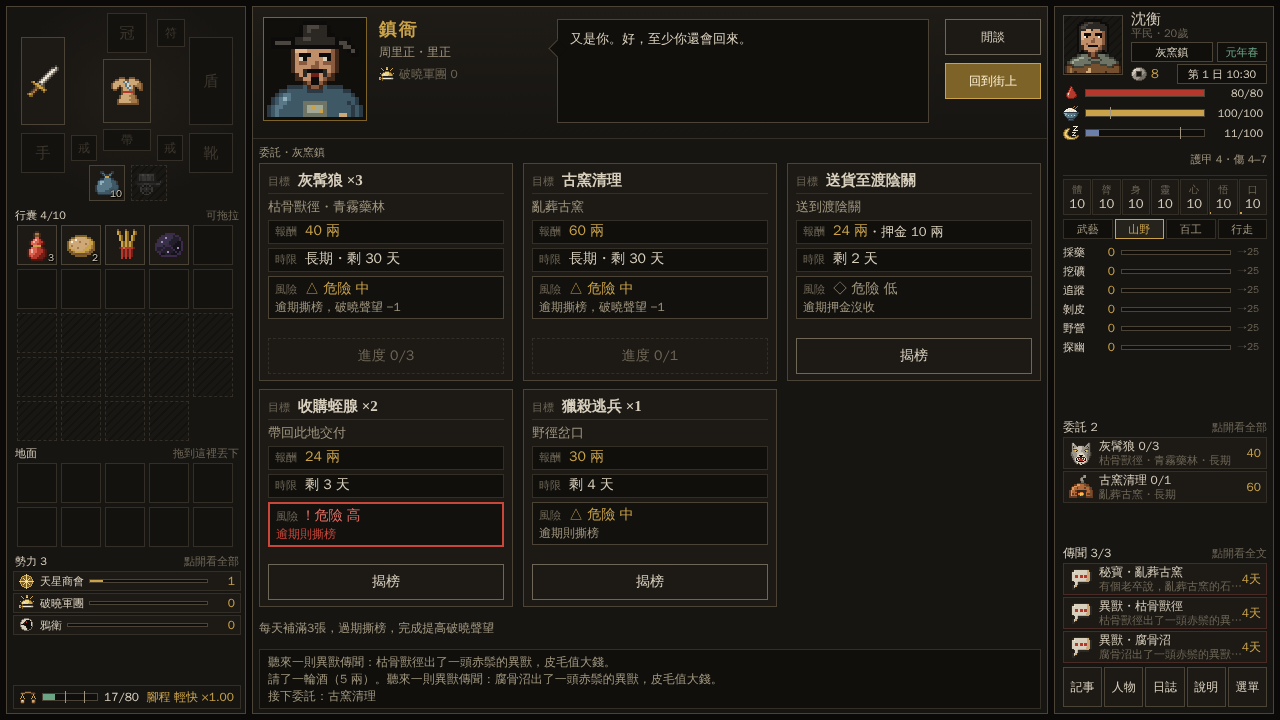 冠
符
盾
手
戒
帶
戒
靴
10
行囊 4/10
可拖拉
3
2
地面
拖到這裡丟下
勢力 3
點開看全部
天星商會
1
破曉軍團
0
鴉衛
0
17/80
腳程 輕快 ×1.00
鎮衙
周里正・里正
破曉軍團 0
又是你。好，至少你還會回來。
閒談
回到街上
委託・灰窯鎮
目標 灰髯狼 ×3
枯骨獸徑・青霧藥林
報酬 40 兩
時限 長期・剩 30 天
風險 △ 危險 中
逾期撕榜，破曉聲望 −1
進度 0/3
目標 古窯清理
亂葬古窯
報酬 60 兩
時限 長期・剩 30 天
風險 △ 危險 中
逾期撕榜，破曉聲望 −1
進度 0/1
目標 送貨至渡陰關
送到渡陰關
報酬 24 兩・押金 10 兩
時限 剩 2 天
風險 ◇ 危險 低
逾期押金沒收
揭榜
目標 收購蛭腺 ×2
帶回此地交付
報酬 24 兩
時限 剩 3 天
風險 ！危險 高
逾期則撕榜
揭榜
目標 獵殺逃兵 ×1
野徑岔口
報酬 30 兩
時限 剩 4 天
風險 △ 危險 中
逾期則撕榜
揭榜
每天補滿3張，過期撕榜，完成提高破曉聲望
聽來一則異獸傳聞：枯骨獸徑出了一頭赤鬃的異獸，皮毛值大錢。
請了一輪酒（5 兩）。聽來一則異獸傳聞：腐骨沼出了一頭赤鬃的異獸，皮毛值大錢。
接下委託：古窯清理
沈衡
平民・20歲
灰窯鎮
元年春
8
第 1 日 10:30
80/80
100/100
11/100
護甲 4・傷 4–7
體 臂 身 靈 心 悟 口
10 10 10 10 10 10 10
武藝 山野 百工 行走
採藥 0 →25
挖礦 0 →25
追蹤 0 →25
剝皮 0 →25
野營 0 →25
探幽 0 →25
委託 2
點開看全部
灰髯狼 0/3
枯骨獸徑・青霧藥林・長期
40
古窯清理 0/1
亂葬古窯・長期
60
傳聞 3/3
點開看全文
秘寶・亂葬古窯
有個老卒說，亂葬古窯的石…
4天
異獸・枯骨獸徑
枯骨獸徑出了一頭赤鬃的異…
4天
異獸・腐骨沼
腐骨沼出了一頭赤鬃的異獸…
4天
記事
人物
日誌
說明
選單